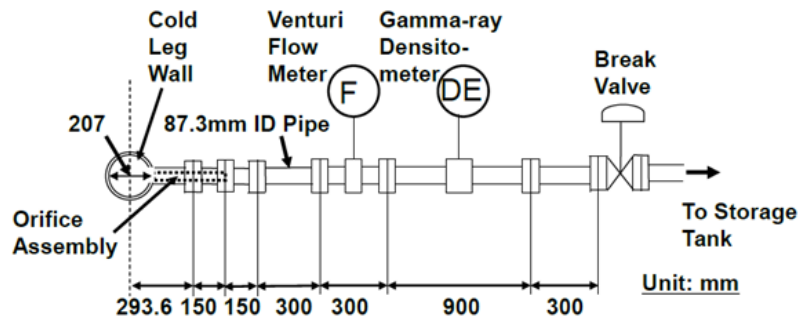 Cold
Leg
Wall
Venturi
Flow
Meter
Gamma-ray
Densito-
meter
Break
Valve
F
DE
207
87.3mm ID Pipe
Orifice
Assembly
To Storage
Tank
Unit: mm
293.6 150 150 300 300 900 300